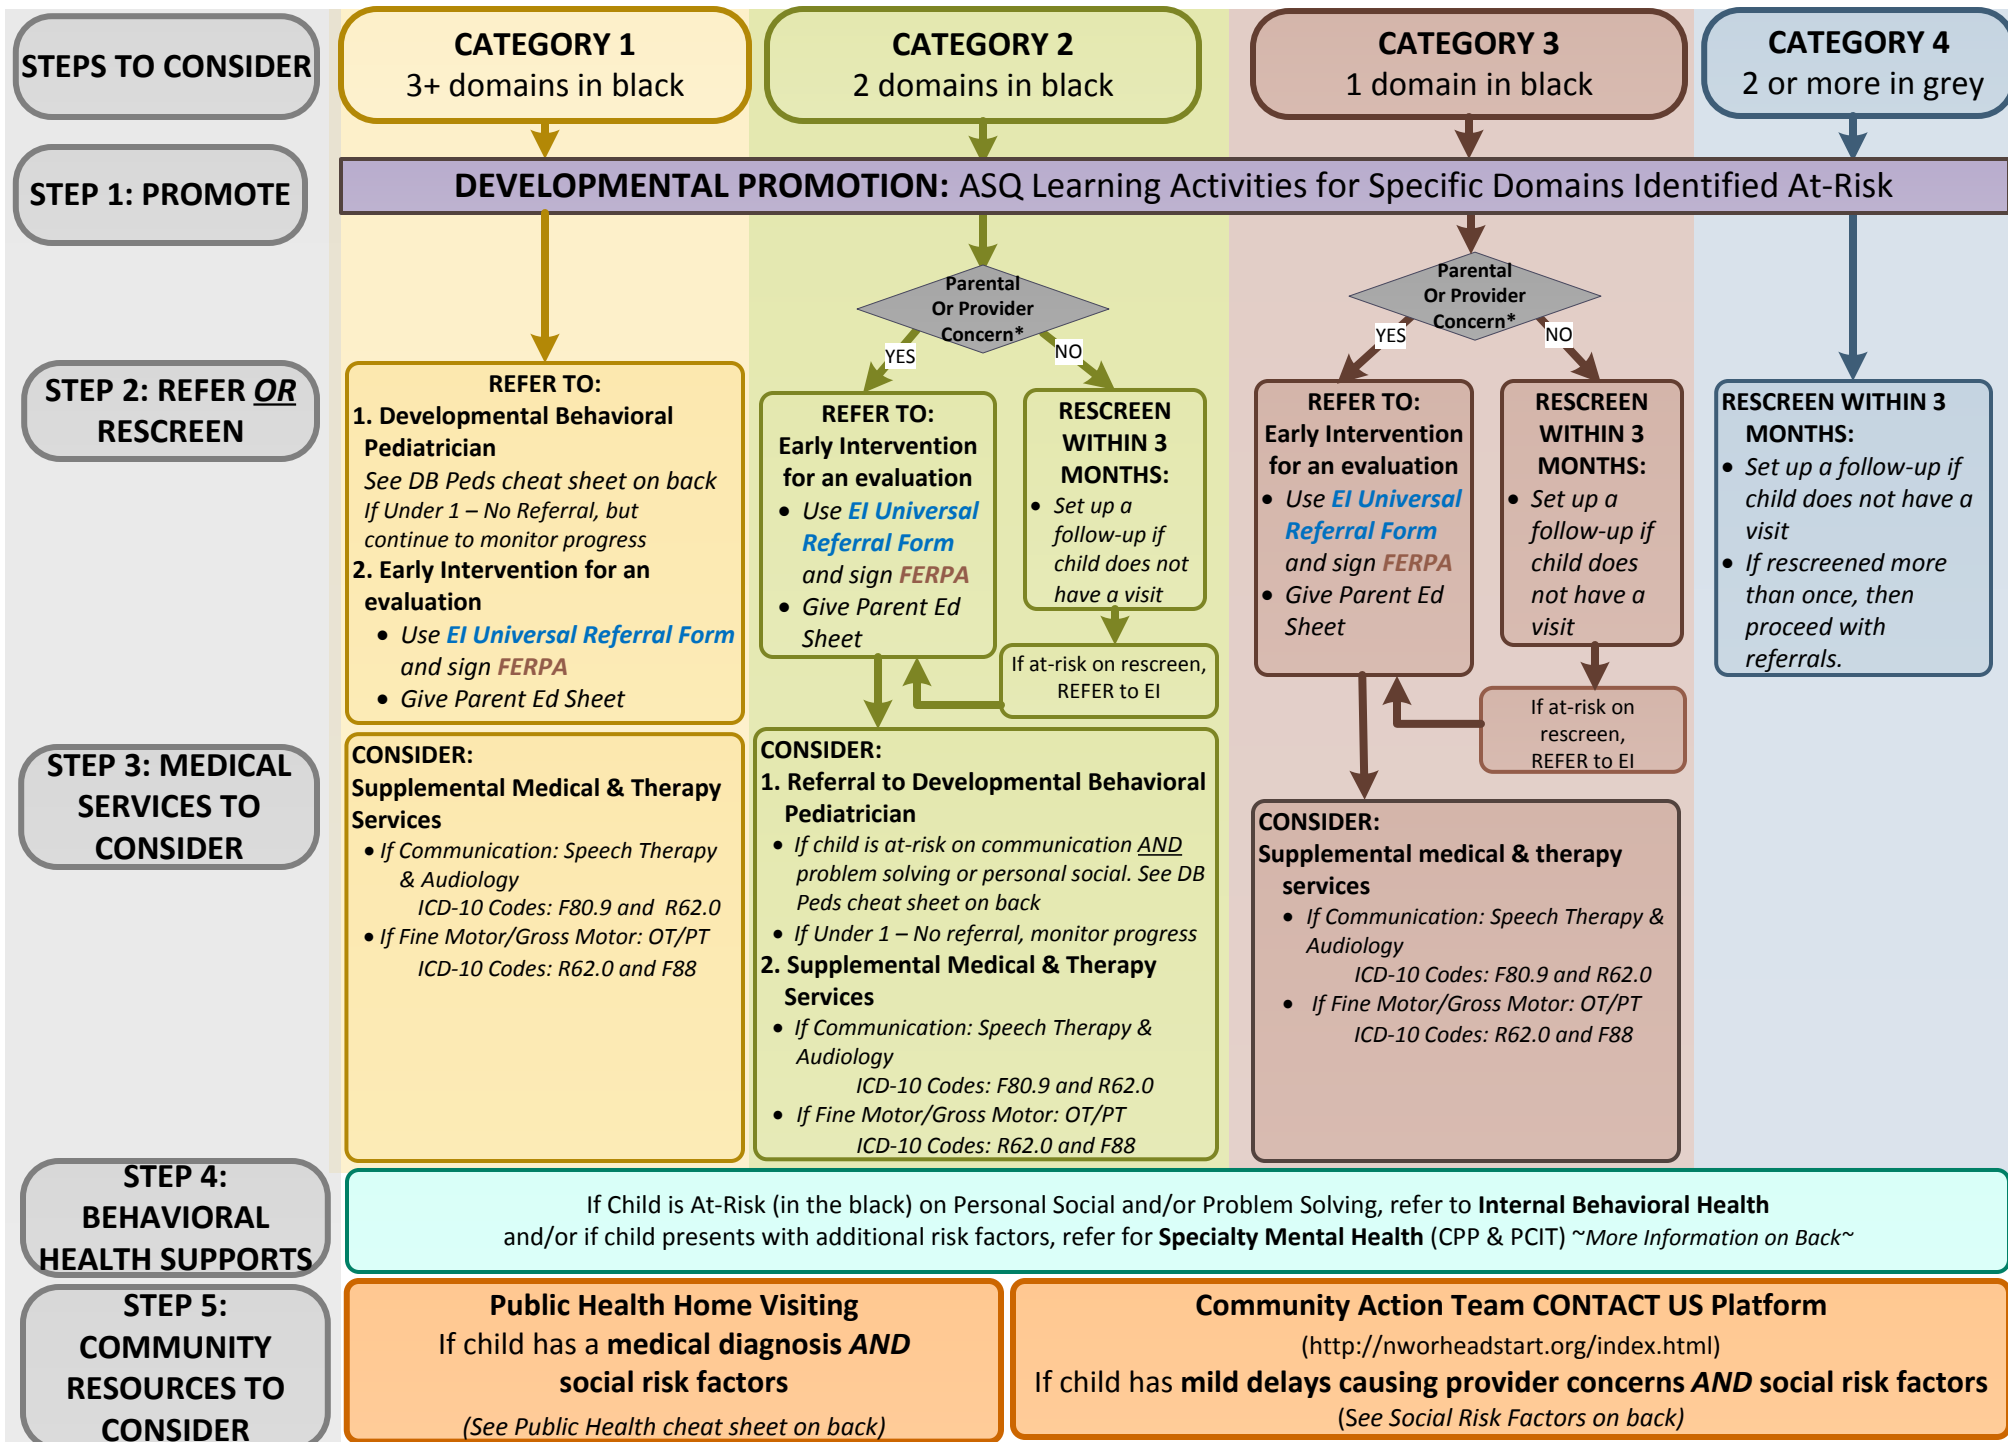 STEPS TO CONSIDER
CATEGORY 1
3+ domains in black
CATEGORY 2
2 domains in black
CATEGORY 3
1 domain in black
CATEGORY 4
2 or more in grey
STEP 1: PROMOTE
DEVELOPMENTAL PROMOTION: ASQ Learning Activities for Specific Domains Identified At-Risk
STEP 2: REFER OR
RESCREEN
REFER TO:
1. Developmental Behavioral
Pediatrician
See DB Peds cheat sheet on back
If Under 1 – No Referral, but
continue to monitor progress
2. Early Intervention for an
evaluation
• Use EI Universal Referral Form
and sign FERPA
• Give Parent Ed Sheet
Parental
Or Provider
Concern*
YES
NO
REFER TO:
Early Intervention
for an evaluation
• Use EI Universal
Referral Form
and sign FERPA
• Give Parent Ed
Sheet
RESCREEN
WITHIN 3
MONTHS:
• Set up a
follow-up if
child does not
have a visit
If at-risk on rescreen,
REFER to EI
Parental
Or Provider
Concern*
YES
NO
REFER TO:
Early Intervention
for an evaluation
• Use EI Universal
Referral Form
and sign FERPA
• Give Parent Ed
Sheet
RESCREEN
WITHIN 3
MONTHS:
• Set up a
follow-up if
child does
not have a
visit
If at-risk on
rescreen,
REFER to EI
RESCREEN WITHIN 3
MONTHS:
• Set up a follow-up if
child does not have a
visit
• If rescreened more
than once, then
proceed with
referrals.
STEP 3: MEDICAL
SERVICES TO
CONSIDER
CONSIDER:
Supplemental Medical & Therapy
Services
• If Communication: Speech Therapy
& Audiology
ICD-10 Codes: F80.9 and R62.0
• If Fine Motor/Gross Motor: OT/PT
ICD-10 Codes: R62.0 and F88
CONSIDER:
1. Referral to Developmental Behavioral
Pediatrician
• If child is at-risk on communication AND
problem solving or personal social. See DB
Peds cheat sheet on back
• If Under 1 – No referral, monitor progress
2. Supplemental Medical & Therapy
Services
• If Communication: Speech Therapy &
Audiology
ICD-10 Codes: F80.9 and R62.0
• If Fine Motor/Gross Motor: OT/PT
ICD-10 Codes: R62.0 and F88
CONSIDER:
Supplemental medical & therapy
services
• If Communication: Speech Therapy &
Audiology
ICD-10 Codes: F80.9 and R62.0
• If Fine Motor/Gross Motor: OT/PT
ICD-10 Codes: R62.0 and F88
STEP 4:
BEHAVIORAL
HEALTH SUPPORTS
If Child is At-Risk (in the black) on Personal Social and/or Problem Solving, refer to Internal Behavioral Health
and/or if child presents with additional risk factors, refer for Specialty Mental Health (CPP & PCIT) ~More Information on Back~
STEP 5:
COMMUNITY
RESOURCES TO
CONSIDER
Public Health Home Visiting
If child has a medical diagnosis AND
social risk factors
(See Public Health cheat sheet on back)
Community Action Team CONTACT US Platform
(http://nworheadstart.org/index.html)
If child has mild delays causing provider concerns AND social risk factors
(See Social Risk Factors on back)